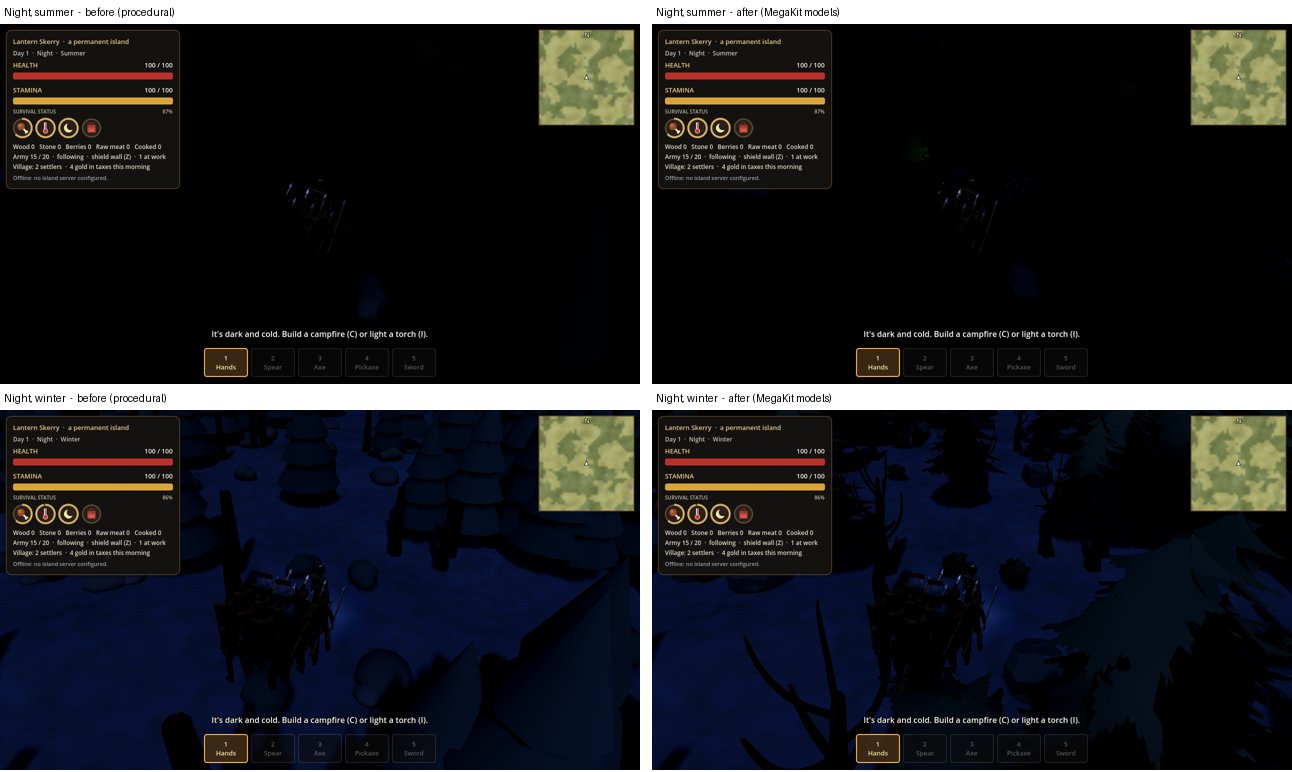 Night, summer - before (procedural)
Lantern Skerry · a permanent island
Day 1 · Night · Summer
HEALTH 100 / 100
STAMINA 100 / 100
SURVIVAL STATUS 87%
Wood 0 Stone 0 Berries 0 Raw meat 0 Cooked 0
Army 15 / 20 · following · shield wall (Z) · 1 at work
Village: 2 settlers · 4 gold in taxes this morning
Offline: no island server configured.
N
It's dark and cold. Build a campfire (C) or light a torch (I).
1 2 3 4 5
Hands Spear Axe Pickaxe Sword
Night, summer - after (MegaKit models)
Lantern Skerry · a permanent island
Day 1 · Night · Summer
HEALTH 100 / 100
STAMINA 100 / 100
SURVIVAL STATUS 87%
Wood 0 Stone 0 Berries 0 Raw meat 0 Cooked 0
Army 15 / 20 · following · shield wall (Z) · 1 at work
Village: 2 settlers · 4 gold in taxes this morning
Offline: no island server configured.
N
It's dark and cold. Build a campfire (C) or light a torch (I).
1 2 3 4 5
Hands Spear Axe Pickaxe Sword
Night, winter - before (procedural)
Lantern Skerry · a permanent island
Day 1 · Night · Winter
HEALTH 100 / 100
STAMINA 100 / 100
SURVIVAL STATUS 86%
Wood 0 Stone 0 Berries 0 Raw meat 0 Cooked 0
Army 15 / 20 · following · shield wall (Z) · 1 at work
Village: 2 settlers · 4 gold in taxes this morning
Offline: no island server configured.
N
It's dark and cold. Build a campfire (C) or light a torch (I).
1 2 3 4 5
Hands Spear Axe Pickaxe Sword
Night, winter - after (MegaKit models)
Lantern Skerry · a permanent island
Day 1 · Night · Winter
HEALTH 100 / 100
STAMINA 100 / 100
SURVIVAL STATUS 86%
Wood 0 Stone 0 Berries 0 Raw meat 0 Cooked 0
Army 15 / 20 · following · shield wall (Z) · 1 at work
Village: 2 settlers · 4 gold in taxes this morning
Offline: no island server configured.
N
It's dark and cold. Build a campfire (C) or light a torch (I).
1 2 3 4 5
Hands Spear Axe Pickaxe Sword